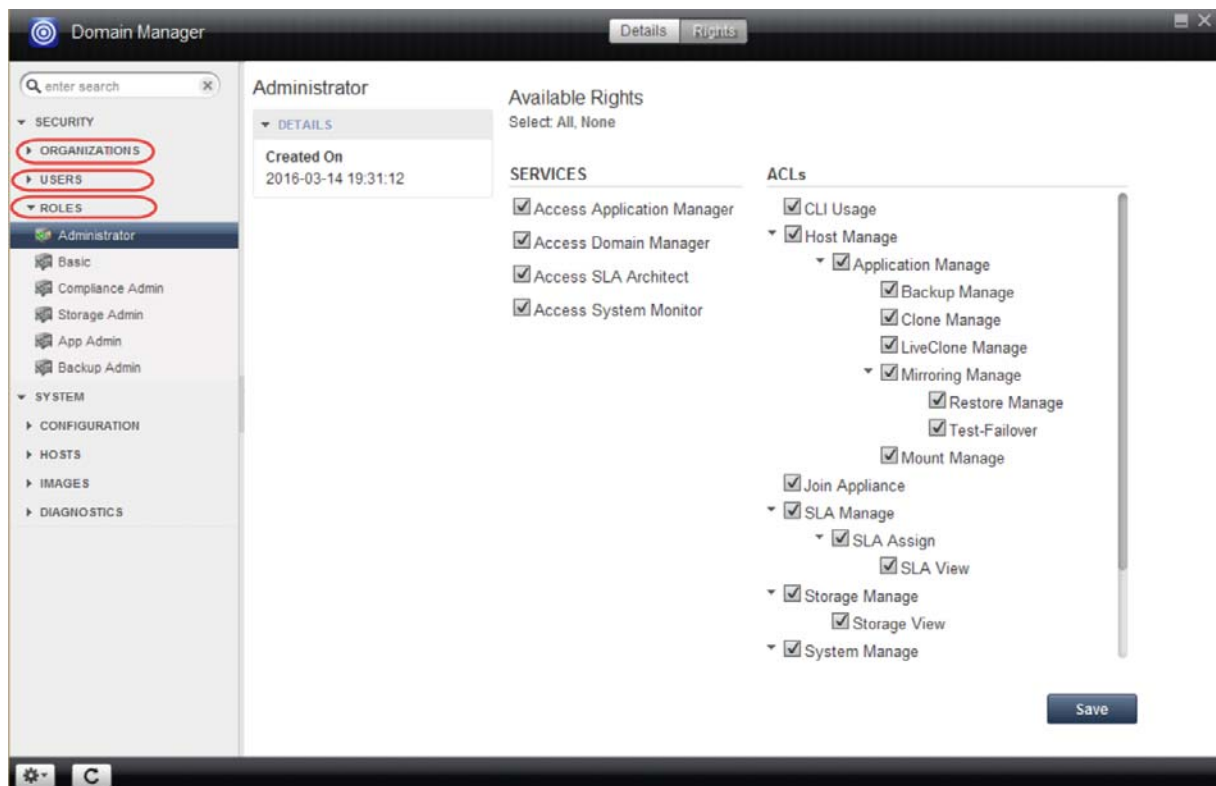 Domain Manager
Details
Rights
enter search
SECURITY
ORGANIZATIONS
USERS
ROLES
Administrator
Basic
Compliance Admin
Storage Admin
App Admin
Backup Admin
SYSTEM
CONFIGURATION
HOSTS
IMAGES
DIAGNOSTICS
Administrator
DETAILS
Created On
2016-03-14 19:31:12
Available Rights
Select: All, None
SERVICES
Access Application Manager
Access Domain Manager
Access SLA Architect
Access System Monitor
ACLs
CLI Usage
Host Manage
Application Manage
Backup Manage
Clone Manage
LiveClone Manage
Mirroring Manage
Restore Manage
Test-Failover
Mount Manage
Join Appliance
SLA Manage
SLA Assign
SLA View
Storage Manage
Storage View
System Manage
Save